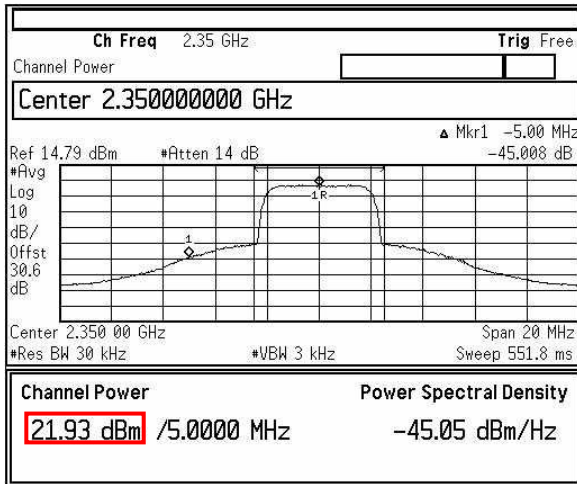 Ch Freq 2.35 GHz Trig Free
Channel Power
Center 2.350000000 GHz
Δ Mkr1 -5.00 MHz
Ref 14.79 dBm #Atten 14 dB -45.008 dB
#Avg
Log
10
dB/
Offst
30.6
dB
1R
1
Center 2.350 00 GHz Span 20 MHz
#Res BW 30 kHz #VBW 3 kHz Sweep 551.8 ms
Channel Power Power Spectral Density
21.93 dBm /5.0000 MHz -45.05 dBm/Hz